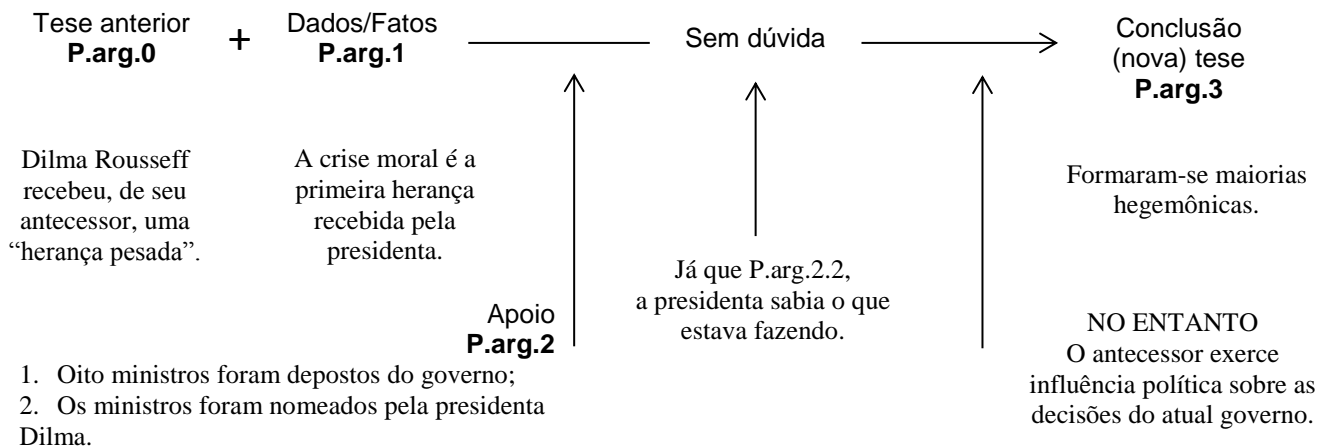 Tese anterior
P.arg.0
+
Dados/Fatos
P.arg.1
Sem dúvida
Conclusão
(nova) tese
P.arg.3
Dilma Rousseff
recebeu, de seu
antecessor, uma
“herança pesada”.
A crise moral é a
primeira herança
recebida pela
presidenta.
Formaram-se maiorias
hegemônicas.
Já que P.arg.2.2,
a presidenta sabia o que
estava fazendo.
Apoio
P.arg.2
NO ENTANTO
O antecessor exerce
influência política sobre as
decisões do atual governo.
1. Oito ministros foram depostos do governo;
2. Os ministros foram nomeados pela presidenta
Dilma.